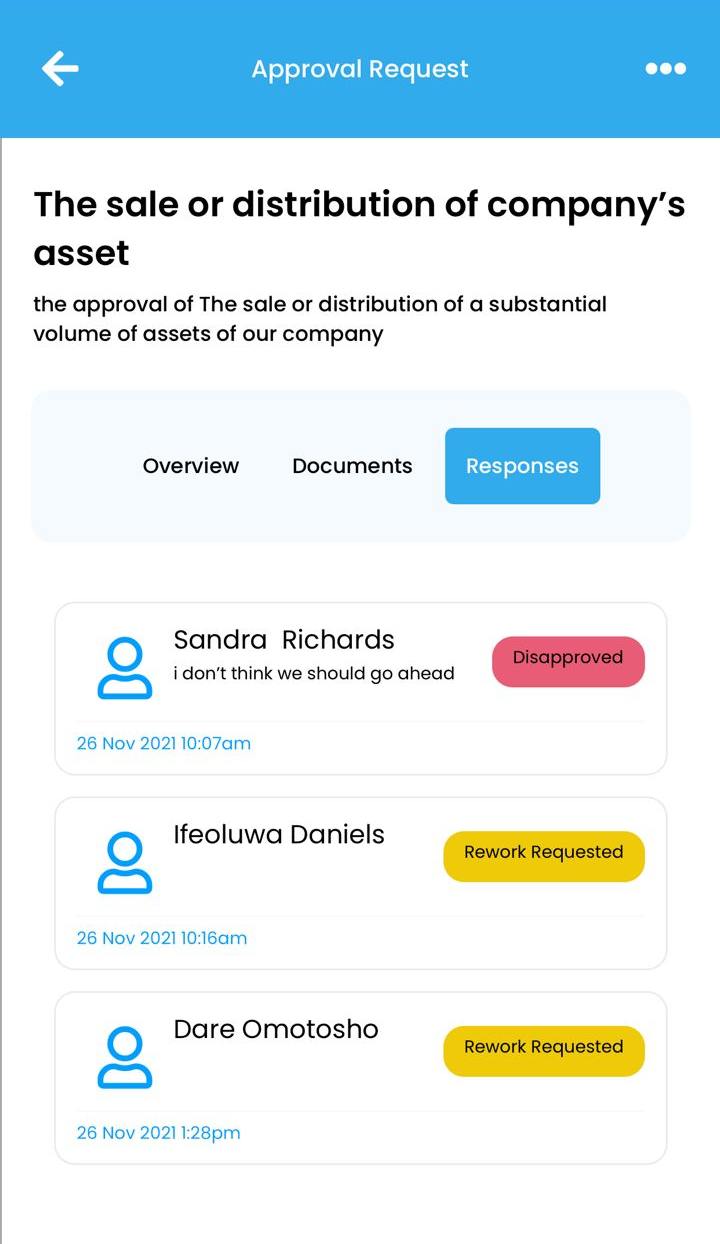 Approval Request
The sale or distribution of company’s
asset
the approval of The sale or distribution of a substantial
volume of assets of our company
Overview Documents Responses
Sandra  Richards
i don’t think we should go ahead
Disapproved
26 Nov 2021 10:07am
Ifeoluwa Daniels
Rework Requested
26 Nov 2021 10:16am
Dare Omotosho
Rework Requested
26 Nov 2021 1:28pm